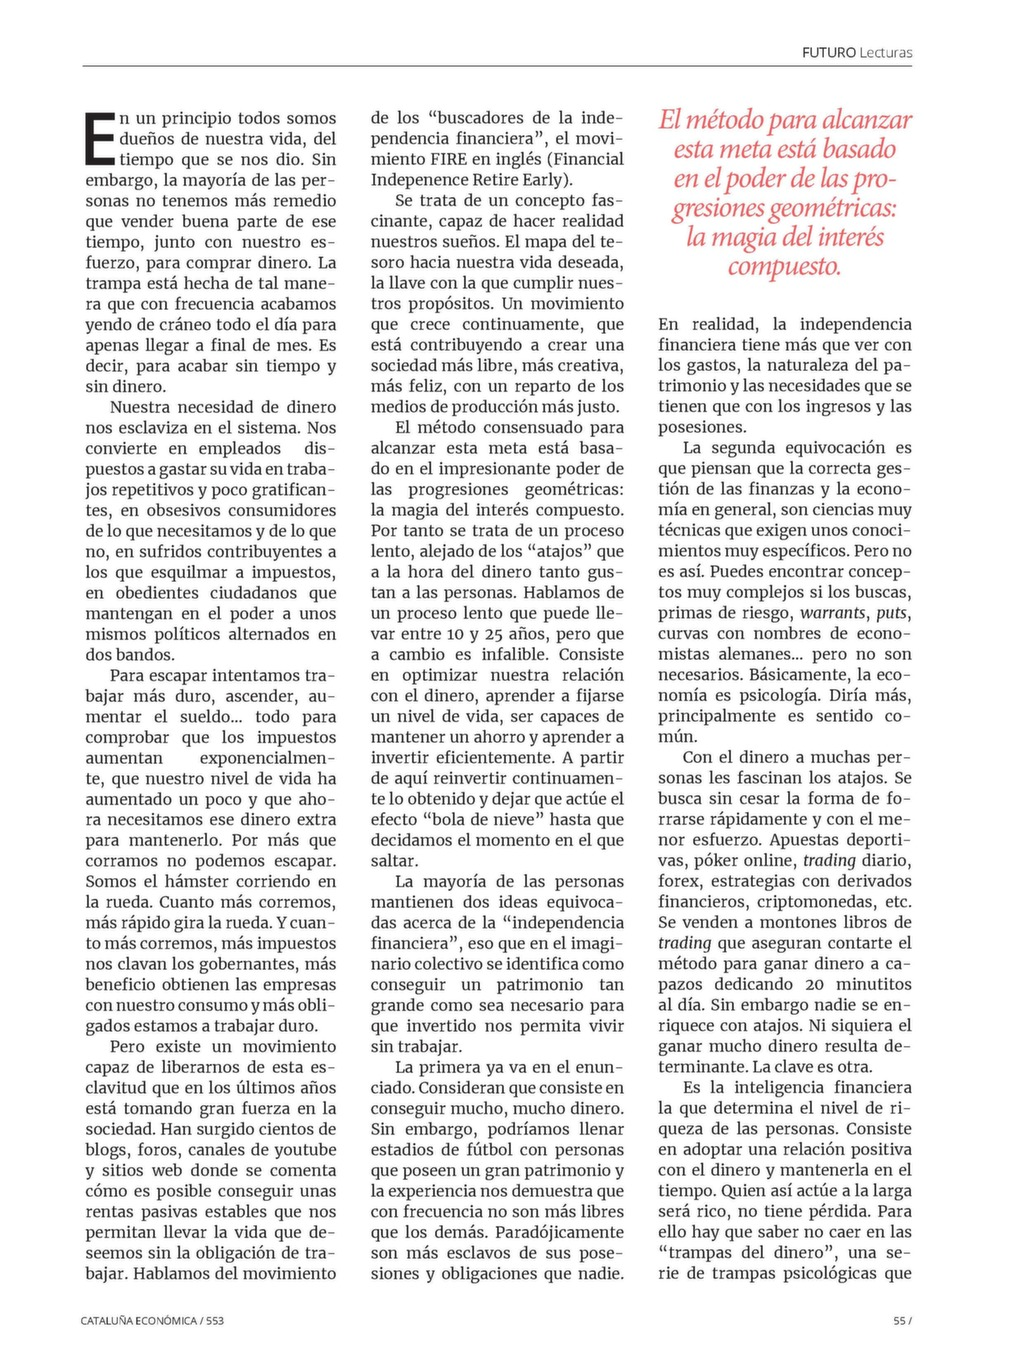 FUTURO Lecturas
En un principio todos somos
dueños de nuestra vida, del
tiempo que se nos dio. Sin
embargo, la mayoría de las per-
sonas no tenemos más remedio
que vender buena parte de ese
tiempo, junto con nuestro es-
fuerzo, para comprar dinero. La
trampa está hecha de tal mane-
ra que con frecuencia acabamos
yendo de cráneo todo el día para
apenas llegar a final de mes. Es
decir, para acabar sin tiempo y
sin dinero.
Nuestra necesidad de dinero
nos esclaviza en el sistema. Nos
convierte en empleados dis-
puestos a gastar su vida en traba-
jos repetitivos y poco gratifican-
tes, en obsesivos consumidores
de lo que necesitamos y de lo que
no, en sufridos contribuyentes a
los que esquilmar a impuestos,
en obedientes ciudadanos que
mantengan en el poder a unos
mismos políticos alternados en
dos bandos.
Para escapar intentamos tra-
bajar más duro, ascender, au-
mentar el sueldo... todo para
comprobar que los impuestos
aumentan exponencialmen-
te, que nuestro nivel de vida ha
aumentado un poco y que aho-
ra necesitamos ese dinero extra
para mantenerlo. Por más que
corramos no podemos escapar.
Somos el hámster corriendo en
la rueda. Cuanto más corremos,
más rápido gira la rueda. Y cuan-
to más corremos, más impuestos
nos clavan los gobernantes, más
beneficio obtienen las empresas
con nuestro consumo y más obli-
gados estamos a trabajar duro.
Pero existe un movimiento
capaz de liberarnos de esta es-
clavitud que en los últimos años
está tomando gran fuerza en la
sociedad. Han surgido cientos de
blogs, foros, canales de youtube
y sitios web donde se comenta
cómo es posible conseguir unas
rentas pasivas estables que nos
permitan llevar la vida que de-
seemos sin la obligación de tra-
bajar. Hablamos del movimiento
de los “buscadores de la inde-
pendencia financiera”, el movi-
miento FIRE en inglés (Financial
Indepenence Retire Early).
Se trata de un concepto fas-
cinante, capaz de hacer realidad
nuestros sueños. El mapa del te-
soro hacia nuestra vida deseada,
la llave con la que cumplir nues-
tros propósitos. Un movimiento
que crece continuamente, que
está contribuyendo a crear una
sociedad más libre, más creativa,
más feliz, con un reparto de los
medios de producción más justo.
El método consensuado para
alcanzar esta meta está basa-
do en el impresionante poder de
las progresiones geométricas:
la magia del interés compuesto.
Por tanto se trata de un proceso
lento, alejado de los “atajos” que
a la hora del dinero tanto gus-
tan a las personas. Hablamos de
un proceso lento que puede lle-
var entre 10 y 25 años, pero que
a cambio es infalible. Consiste
en optimizar nuestra relación
con el dinero, aprender a fijarse
un nivel de vida, ser capaces de
mantener un ahorro y aprender a
invertir eficientemente. A partir
de aquí reinvertir continuamen-
te lo obtenido y dejar que actúe el
efecto “bola de nieve” hasta que
decidamos el momento en el que
saltar.
La mayoría de las personas
mantienen dos ideas equivoca-
das acerca de la “independencia
financiera”, eso que en el imagi-
nario colectivo se identifica como
conseguir un patrimonio tan
grande como sea necesario para
que invertido nos permita vivir
sin trabajar.
La primera ya va en el enun-
ciado. Consideran que consiste en
conseguir mucho, mucho dinero.
Sin embargo, podríamos llenar
estadios de fútbol con personas
que poseen un gran patrimonio y
la experiencia nos demuestra que
con frecuencia no son más libres
que los demás. Paradójicamente
son más esclavos de sus pose-
siones y obligaciones que nadie.
El método para alcanzar
esta meta está basado
en el poder de las pro-
gresiones geométricas:
la magia del interés
compuesto.
En realidad, la independencia
financiera tiene más que ver con
los gastos, la naturaleza del pa-
trimonio y las necesidades que se
tienen que con los ingresos y las
posesiones.
La segunda equivocación es
que piensan que la correcta ges-
tión de las finanzas y la econo-
mía en general, son ciencias muy
técnicas que exigen unos conoci-
mientos muy específicos. Pero no
es así. Puedes encontrar concep-
tos muy complejos si los buscas,
primas de riesgo, warrants, puts,
curvas con nombres de econo-
mistas alemanes... pero no son
necesarios. Básicamente, la eco-
nomía es psicología. Diría más,
principalmente es sentido co-
mún.
Con el dinero a muchas per-
sonas les fascinan los atajos. Se
busca sin cesar la forma de fo-
rrarse rápidamente y con el me-
nor esfuerzo. Apuestas deporti-
vas, póker online, trading diario,
forex, estrategias con derivados
financieros, criptomonedas, etc.
Se venden a montones libros de
trading que aseguran contarte el
método para ganar dinero a ca-
pazos dedicando 20 minutitos
al día. Sin embargo nadie se en-
riquece con atajos. Ni siquiera el
ganar mucho dinero resulta de-
terminante. La clave es otra.
Es la inteligencia financiera
la que determina el nivel de ri-
queza de las personas. Consiste
en adoptar una relación positiva
con el dinero y mantenerla en el
tiempo. Quien así actúe a la larga
será rico, no tiene pérdida. Para
ello hay que saber no caer en las
“trampas del dinero”, una se-
rie de trampas psicológicas que
CATALUÑA ECONÓMICA / 553
55 /